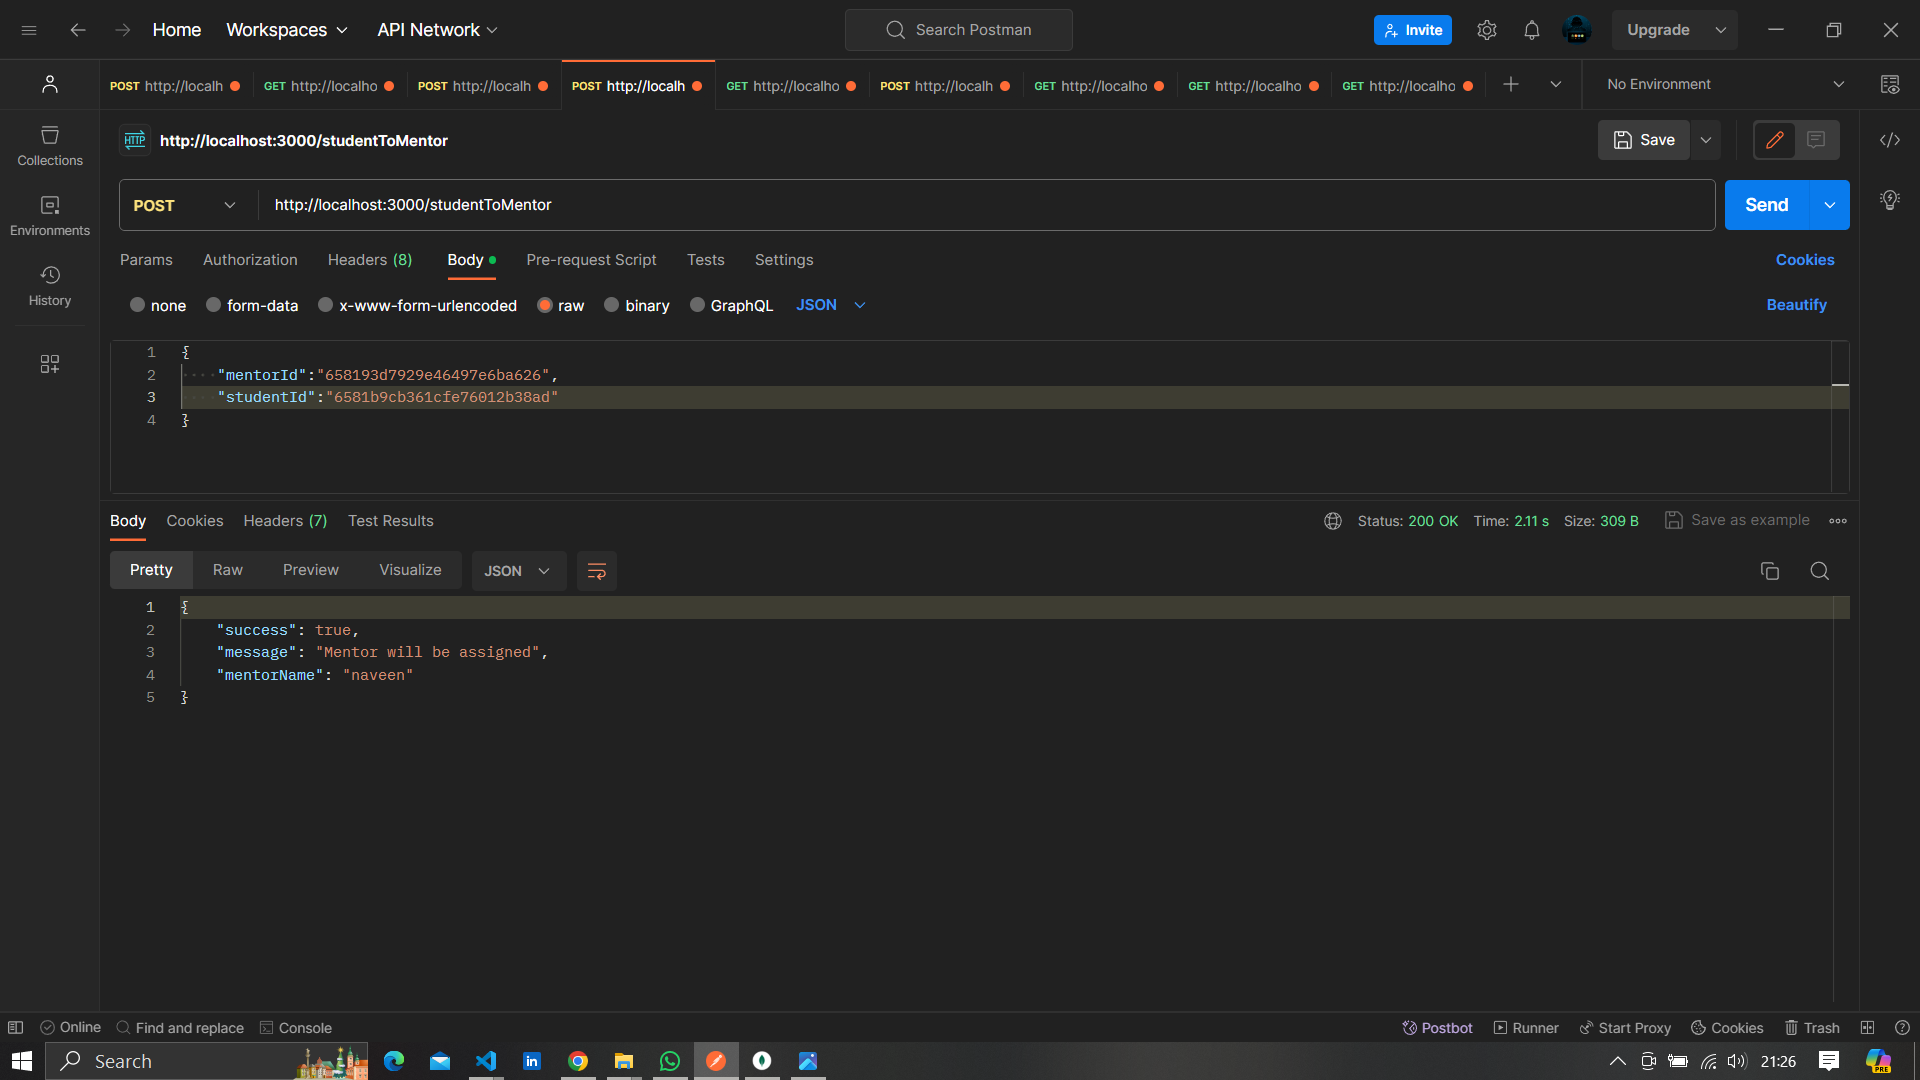 Home Workspaces API Network Search Postman Invite Upgrade
POST http://localh GET http://localho POST http://localh POST http://localh GET http://localho POST http://localh GET http://localho GET http://localho GET http://localho No Environment
HTTP http://localhost:3000/studentToMentor Save
Collections
POST http://localhost:3000/studentToMentor Send
Environments
Params Authorization Headers (8) Body Pre-request Script Tests Settings Cookies
History
none form-data x-www-form-urlencoded raw binary GraphQL JSON Beautify
1 {
2 "mentorId":"658193d7929e46497e6ba626",
3 "studentId":"6581b9cb361cfe76012b38ad"
4 }
Body Cookies Headers (7) Test Results Status: 200 OK Time: 2.11 s Size: 309 B Save as example
Pretty Raw Preview Visualize JSON
1 {
2 "success": true,
3 "message": "Mentor will be assigned",
4 "mentorName": "naveen"
5 }
Online Find and replace Console Postbot Runner Start Proxy Cookies Trash
Search in 21:26 PRE